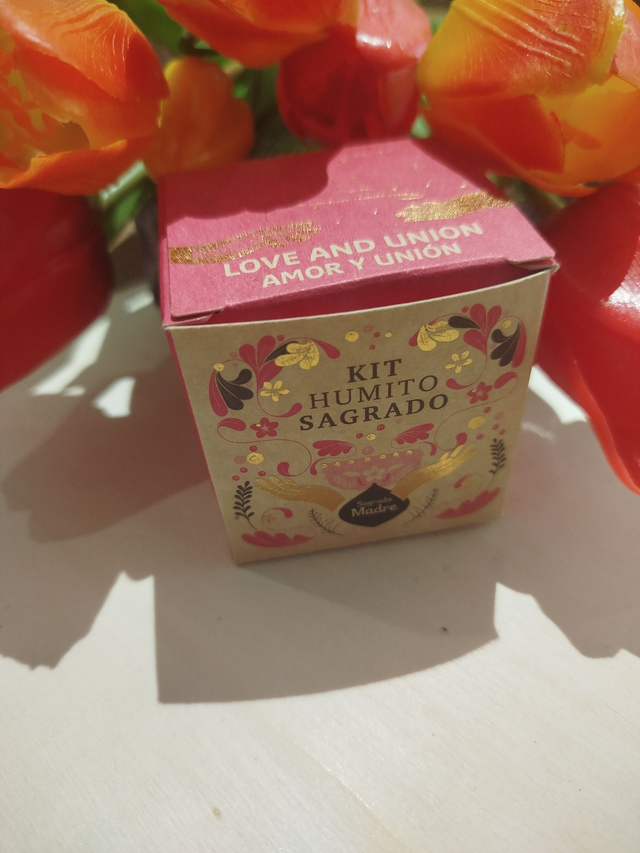 LOVE AND UNION
AMOR Y UNIÓN
KIT
HUMITO
SAGRADO
Sagrada
Madre